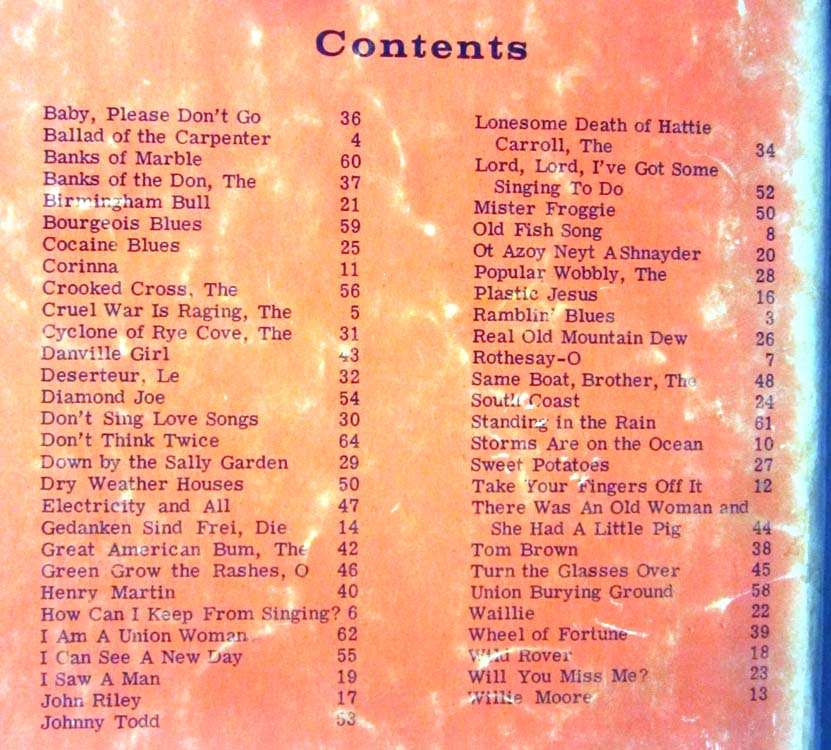 Contents
Baby, Please Don't Go 36
Ballad of the Carpenter 4
Banks of Marble 60
Banks of the Don, The 37
Birmingham Bull 21
Bourgeois Blues 59
Cocaine Blues 25
Corinna 11
Crooked Cross, The 56
Cruel War Is Raging, The 5
Cyclone of Rye Cove, The 31
Danville Girl 43
Deserteur, Le 32
Diamond Joe 54
Don't Sing Love Songs 30
Don't Think Twice 64
Down by the Sally Garden 29
Dry Weather Houses 50
Electricity and All 47
Gedanken Sind Frei, Die 14
Great American Bum, The 42
Green Grow the Rashes, O 46
Henry Martin 40
How Can I Keep From Singing? 6
I Am A Union Woman 62
I Can See A New Day 55
I Saw A Man 19
John Riley 17
Johnny Todd 53
Lonesome Death of Hattie
Carroll, The 34
Lord, Lord, I've Got Some
Singing To Do 52
Mister Froggie 50
Old Fish Song 8
Ot Azoy Neyt A Shnayder 20
Popular Wobbly, The 28
Plastic Jesus 16
Ramblin' Blues 3
Real Old Mountain Dew 26
Rothesay-O 7
Same Boat, Brother, The 48
South Coast 24
Standing in the Rain 61
Storms Are on the Ocean 10
Sweet Potatoes 27
Take Your Fingers Off It 12
There Was An Old Woman and
She Had A Little Pig 44
Tom Brown 38
Turn the Glasses Over 45
Union Burying Ground 58
Waillie 22
Wheel of Fortune 39
Wild Rover 18
Will You Miss Me? 23
Willie Moore 13